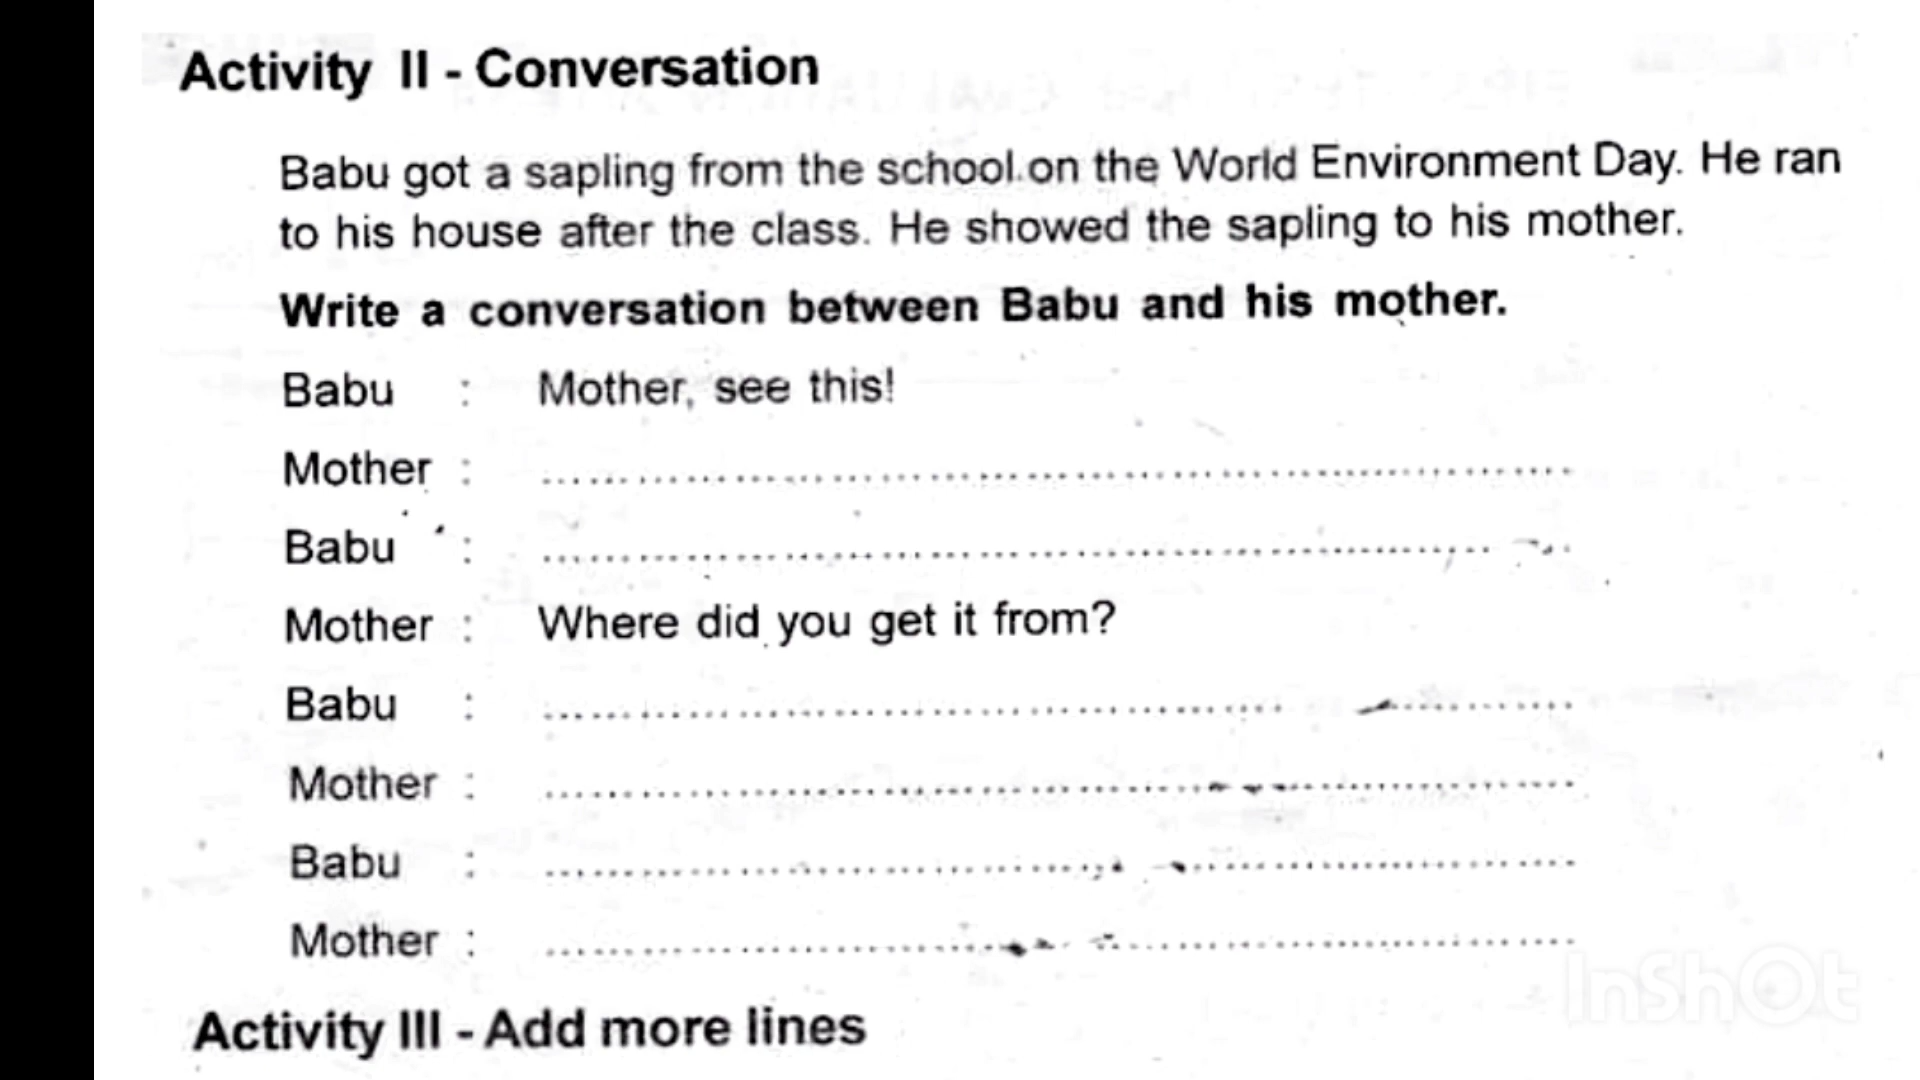 Activity II - Conversation
Babu got a sapling from the school on the World Environment Day. He ran
to his house after the class. He showed the sapling to his mother.
Write a conversation between Babu and his mother.
Babu : Mother, see this!
Mother : ..........................................................
Babu : ..........................................................
Mother : Where did you get it from?
Babu : ..........................................................
Mother : ..........................................................
Babu : ..........................................................
Mother : ..........................................................
Activity III - Add more lines
InShOt